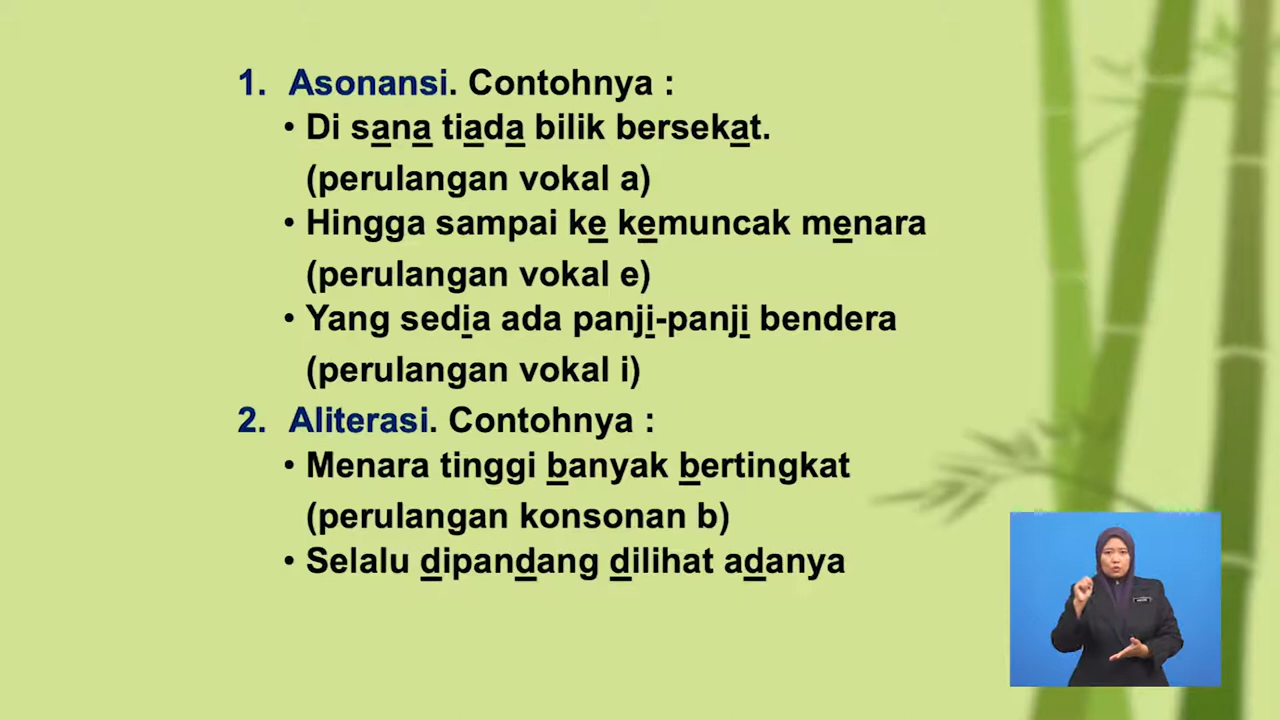 1. Asonansi. Contohnya :
• Di sana tiada bilik bersekat.
(perulangan vokal a)
• Hingga sampai ke kemuncak menara
(perulangan vokal e)
• Yang sedia ada panji-panji bendera
(perulangan vokal i)
2. Aliterasi. Contohnya :
• Menara tinggi banyak bertingkat
(perulangan konsonan b)
• Selalu dipandang dilihat adanya